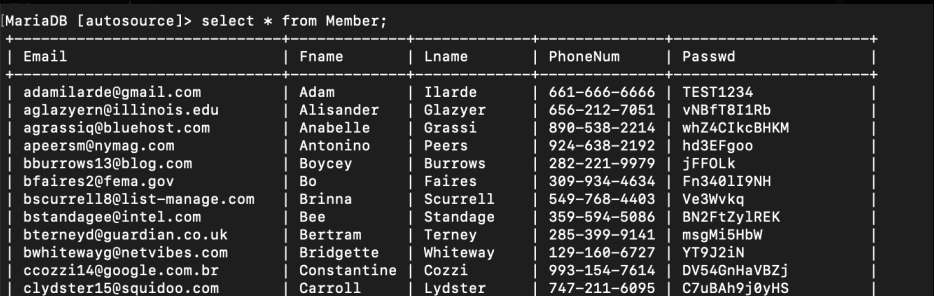 MariaDB [autosource]> select * from Member;
+-----------------------------+-------------+------------+--------------+---------------------+
| Email | Fname | Lname | PhoneNum | Passwd |
+-----------------------------+-------------+------------+--------------+---------------------+
| adamilarde@gmail.com | Adam | Ilarde | 661-666-6666 | TEST1234 |
| aglazyern@illinois.edu | Alisander | Glazyer | 656-212-7051 | vNBfT8I1Rb |
| agrassiq@bluehost.com | Anabelle | Grassi | 890-538-2214 | whZ4CIkcBHKM |
| apeersm@nymag.com | Antonino | Peers | 924-638-2192 | hd3EFgoo |
| bburrows13@blog.com | Boycey | Burrows | 282-221-9979 | jFFOLk |
| bfaires2@fema.gov | Bo | Faires | 309-934-4634 | Fn340lI9NH |
| bscurrell8@list-manage.com | Brinna | Scurrell | 549-768-4403 | Ve3Wvkq |
| bstandagee@intel.com | Bee | Standage | 359-594-5086 | BN2FtZylREK |
| bterneyd@guardian.co.uk | Bertram | Terney | 285-399-9141 | msgMi5HbW |
| bwhitewayg@netvibes.com | Bridgette | Whiteway | 129-160-6727 | YT9J2iN |
| ccozzi14@google.com.br | Constantine | Cozzi | 993-154-7614 | DV54GnHaVBZj |
| clydster15@squidoo.com | Carroll | Lydster | 747-211-6095 | C7uBAh9j0yHS |